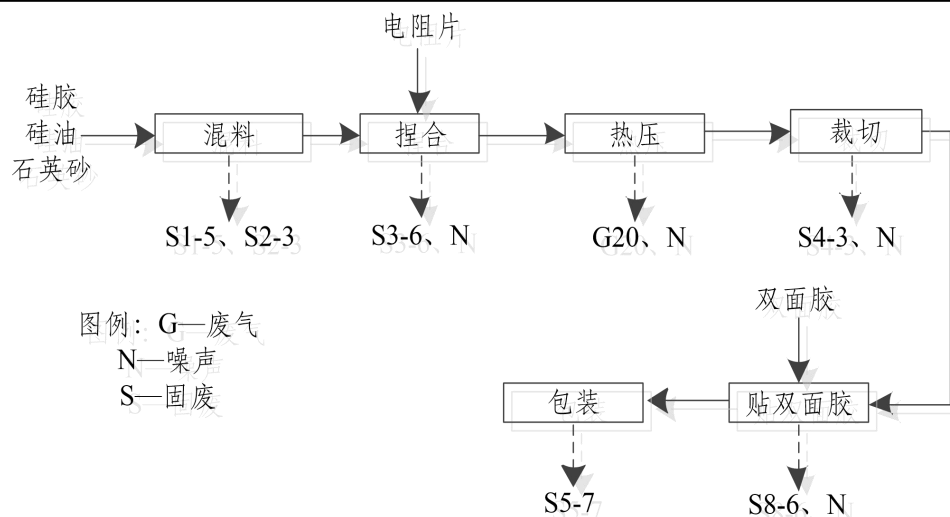 电阻片
硅胶
硅油
石英砂
混料
捏合
热压
裁切
S1-5、S2-3
S3-6、N
G20、N
S4-3、N
双面胶
图例：G—废气
N—噪声
S—固废
包装
贴双面胶
S5-7
S8-6、N